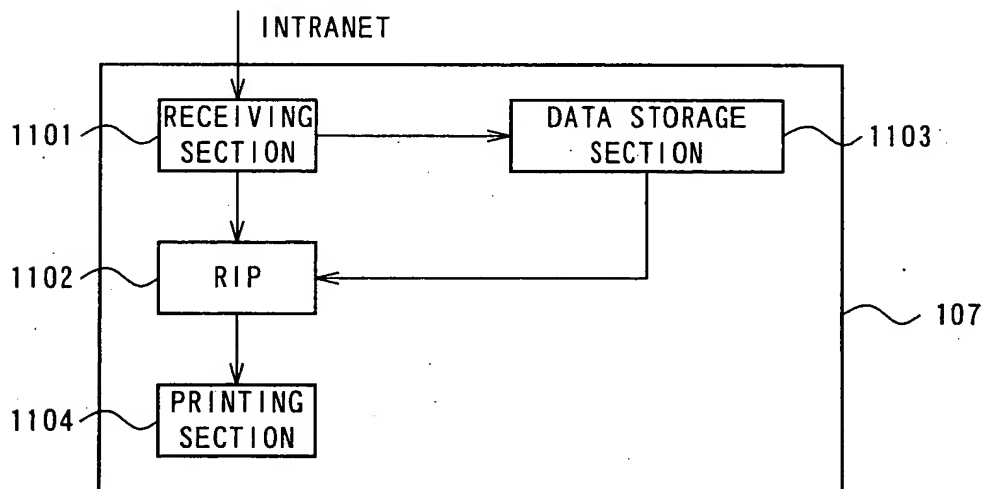 INTRANET
1101
RECEIVING
SECTION
DATA STORAGE
SECTION
1103
1102
RIP
107
1104
PRINTING
SECTION